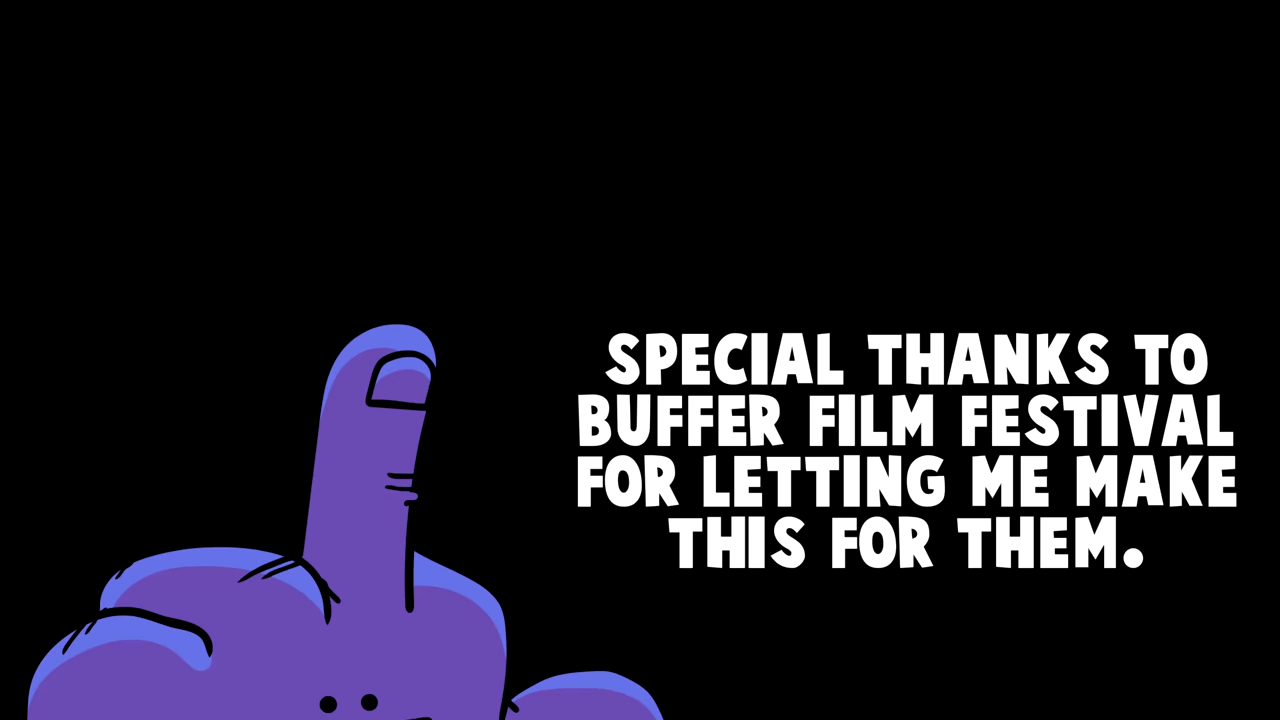 SPECIAL THANKS TO
BUFFER FILM FESTIVAL
FOR LETTING ME MAKE
THIS FOR THEM.